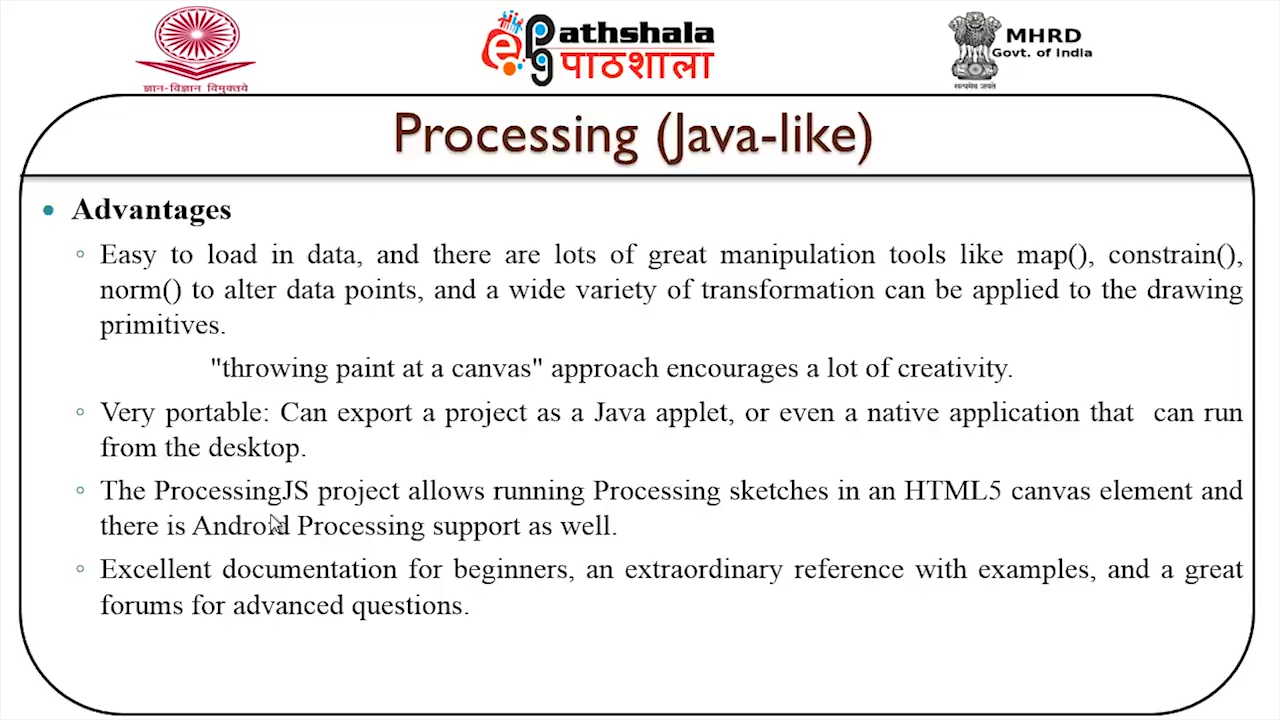 ज्ञान-विज्ञान विमुक्तये
ePathshala
पाठशाला
MHRD
Govt. of India
सत्यमेव जयते
Processing (Java-like)
• Advantages
◦ Easy to load in data, and there are lots of great manipulation tools like map(), constrain(),
norm() to alter data points, and a wide variety of transformation can be applied to the drawing
primitives.
"throwing paint at a canvas" approach encourages a lot of creativity.
◦ Very portable: Can export a project as a Java applet, or even a native application that can run
from the desktop.
◦ The ProcessingJS project allows running Processing sketches in an HTML5 canvas element and
there is Android Processing support as well.
◦ Excellent documentation for beginners, an extraordinary reference with examples, and a great
forums for advanced questions.